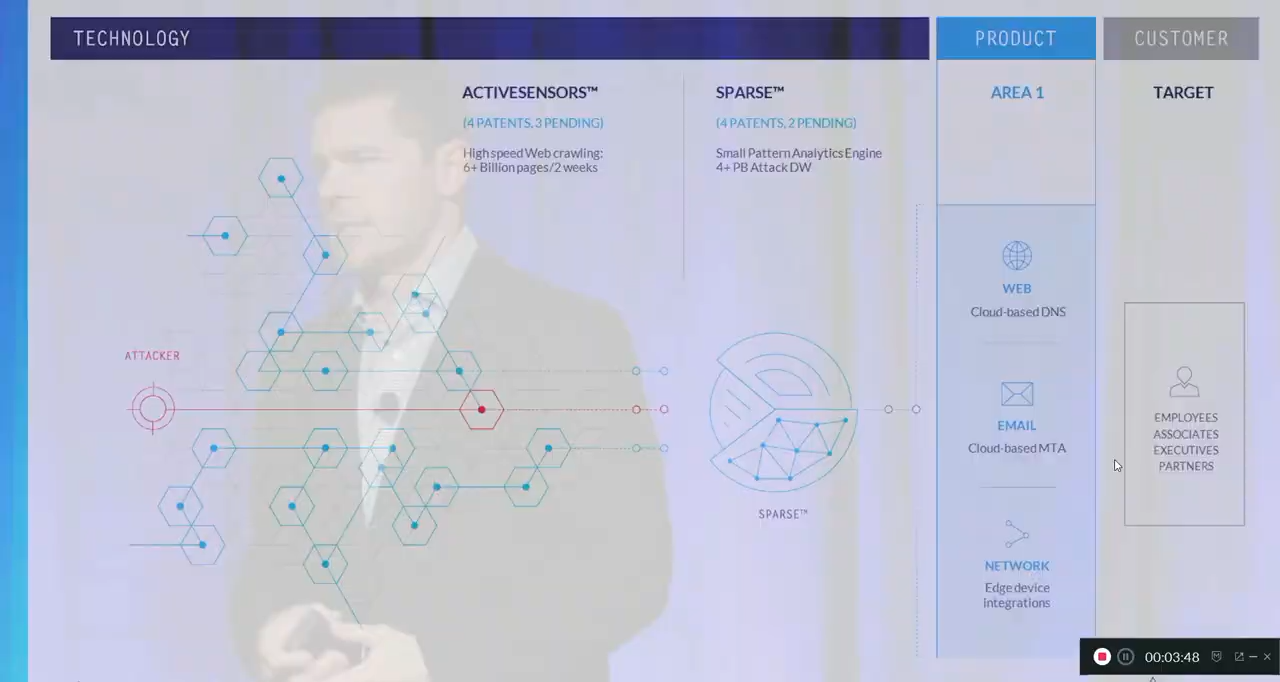 TECHNOLOGY
PRODUCT
CUSTOMER
ACTIVESENSORS™
(4 PATENTS, 3 PENDING)
High speed Web crawling:
6+ Billion pages/2 weeks
SPARSE™
(4 PATENTS, 2 PENDING)
Small Pattern Analytics Engine
4+ PB Attack DW
AREA 1
TARGET
WEB
Cloud-based DNS
ATTACKER
EMAIL
Cloud-based MTA
EMPLOYEES
ASSOCIATES
EXECUTIVES
PARTNERS
SPARSE™
NETWORK
Edge device
integrations
00:03:48